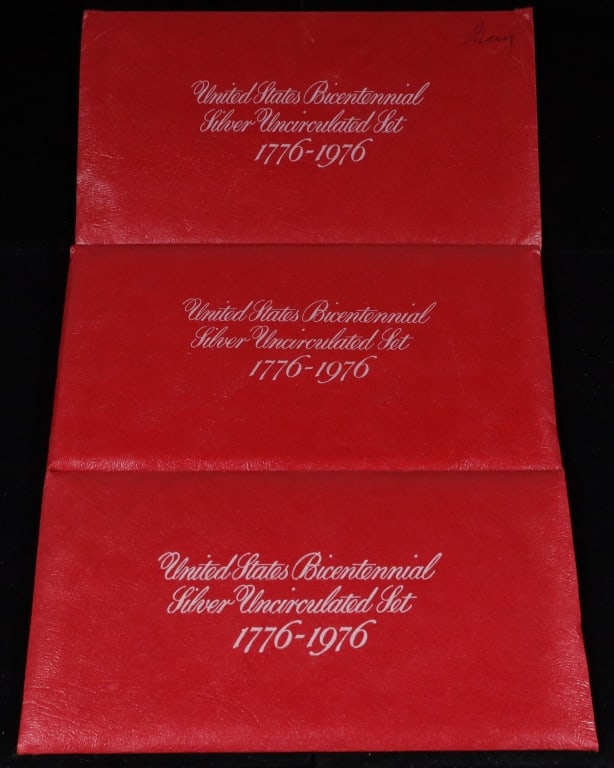 United States Bicentennial
Silver Uncirculated Set
1776-1976
United States Bicentennial
Silver Uncirculated Set
1776-1976
United States Bicentennial
Silver Uncirculated Set
1776-1976